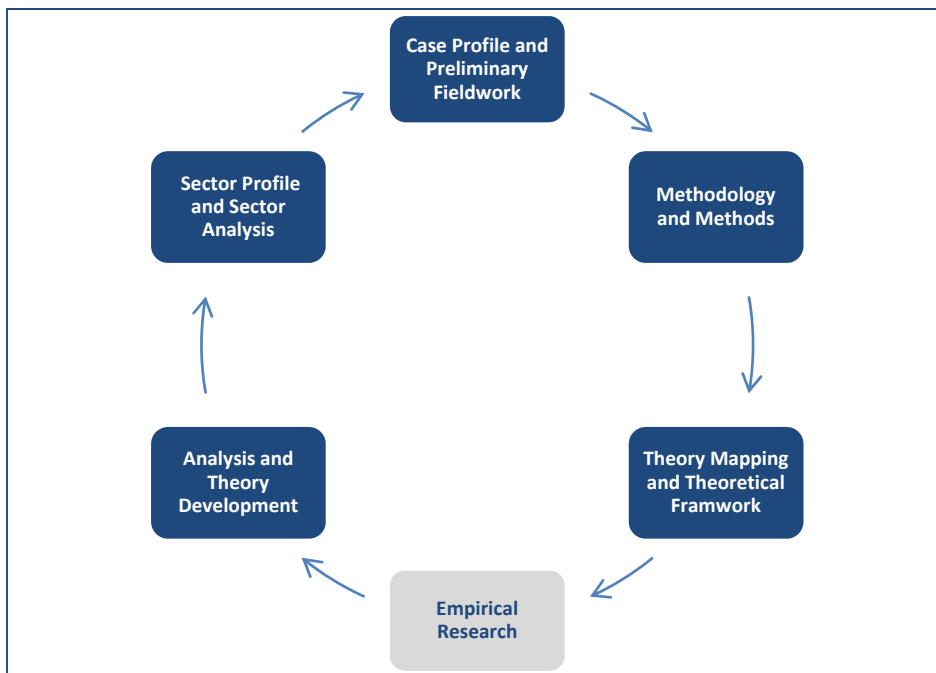 Case Profile and
Preliminary
Fieldwork
Methodology
and Methods
Theory Mapping
and Theoretical
Framwork
Empirical
Research
Analysis and
Theory
Development
Sector Profile
and Sector
Analysis